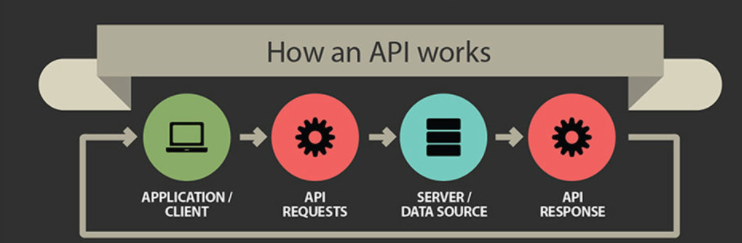 How an API works
APPLICATION /
CLIENT
API
REQUESTS
SERVER /
DATA SOURCE
API
RESPONSE